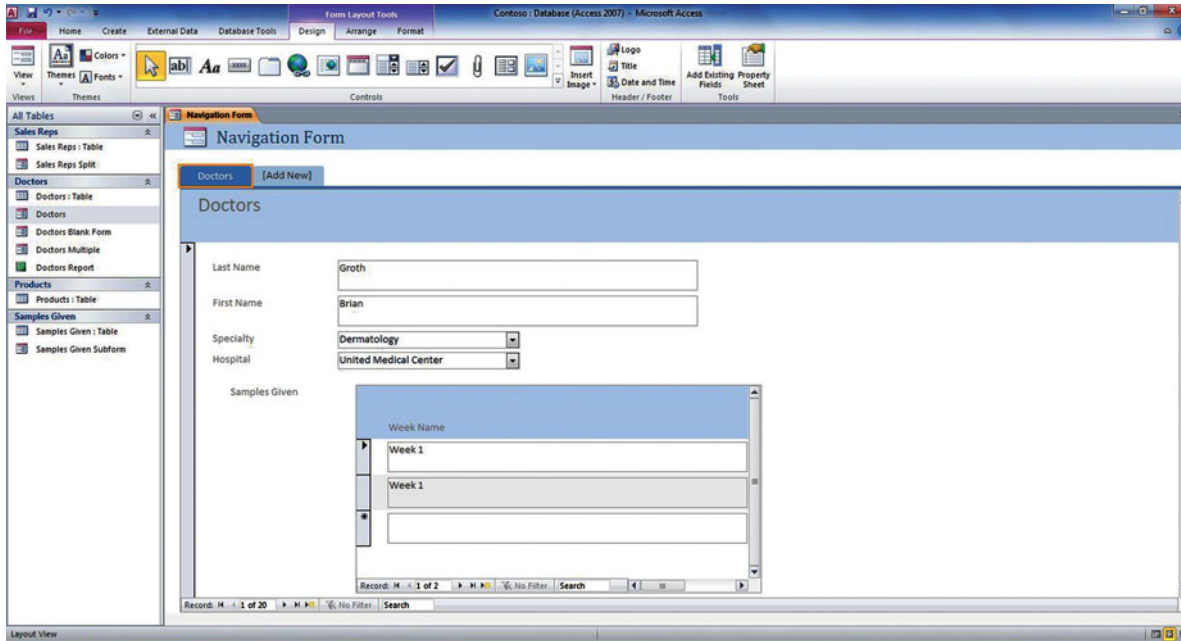 Form Layout Tools
Contoso : Database (Access 2007) - Microsoft Access
File Home Create External Data Database Tools Design Arrange Format
View
Views
Themes
Colors
Fonts
Themes
ab| Aa
Controls
Insert
Image
Logo
Title
Date and Time
Header / Footer
Add Existing
Fields
Property
Sheet
Tools
All Tables
Sales Reps
Sales Reps : Table
Sales Reps Split
Doctors
Doctors : Table
Doctors
Doctors Blank Form
Doctors Multiple
Doctors Report
Products
Products : Table
Samples Given
Samples Given : Table
Samples Given Subform
Navigation Form
Navigation Form
Doctors [Add New]
Doctors
Last Name Groth
First Name Brian
Specialty Dermatology
Hospital United Medical Center
Samples Given
Week Name
Week 1
Week 1
Record: 1 of 2 No Filter Search
Record: 1 of 20 No Filter Search
Layout View